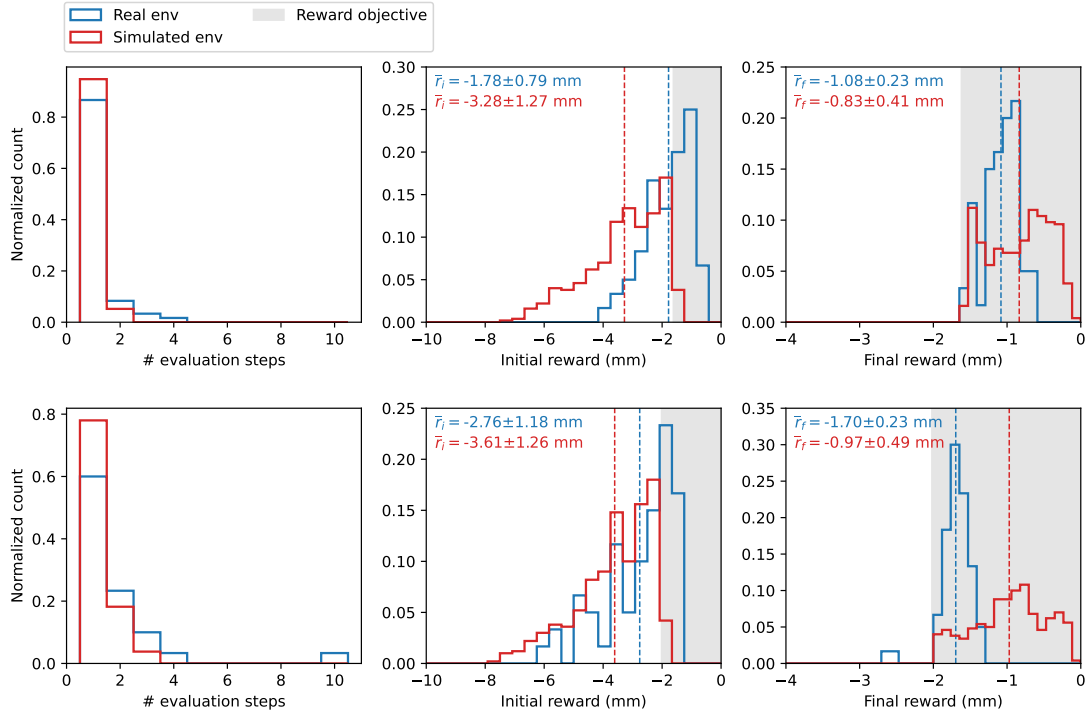 Real env
Simulated env
Reward objective
Normalized count
0.0
0.2
0.4
0.6
0.8
0 2 4 6 8 10
# evaluation steps
r̄ᵢ = -1.78±0.79 mm
r̄ᵢ = -3.28±1.27 mm
0.30
0.25
0.20
0.15
0.10
0.05
0.00
−10 −8 −6 −4 −2 0
Initial reward (mm)
r̄_f = -1.08±0.23 mm
r̄_f = -0.83±0.41 mm
0.25
0.20
0.15
0.10
0.05
0.00
−4 −3 −2 −1 0
Final reward (mm)
Normalized count
0.8
0.6
0.4
0.2
0.0
0 2 4 6 8 10
# evaluation steps
r̄ᵢ = -2.76±1.18 mm
r̄ᵢ = -3.61±1.26 mm
0.25
0.20
0.15
0.10
0.05
0.00
−10 −8 −6 −4 −2 0
Initial reward (mm)
r̄_f = -1.70±0.23 mm
r̄_f = -0.97±0.49 mm
0.35
0.30
0.25
0.20
0.15
0.10
0.05
0.00
−4 −3 −2 −1 0
Final reward (mm)